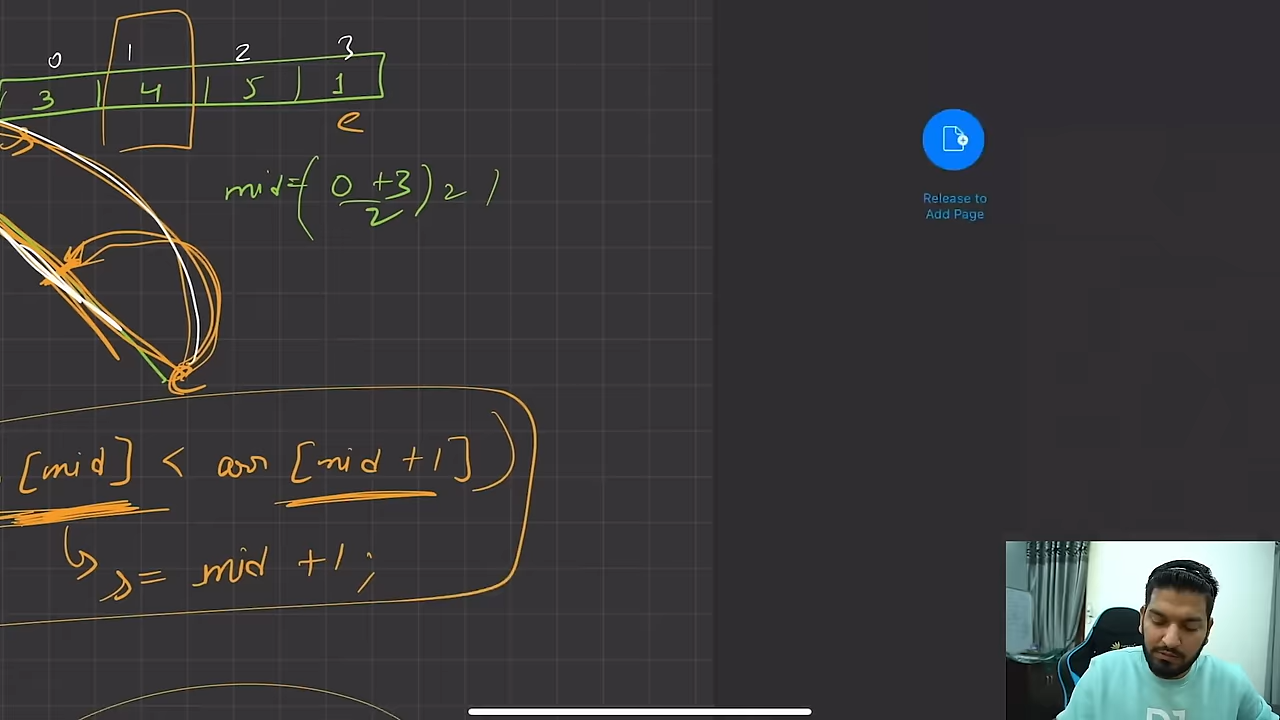 0 1 2 3
3 4 5 1
e
mid = ( 0 + 3 ) = 1
2
Release to
Add Page
e
[mid] < arr [mid + 1] )
s = mid + 1 ;